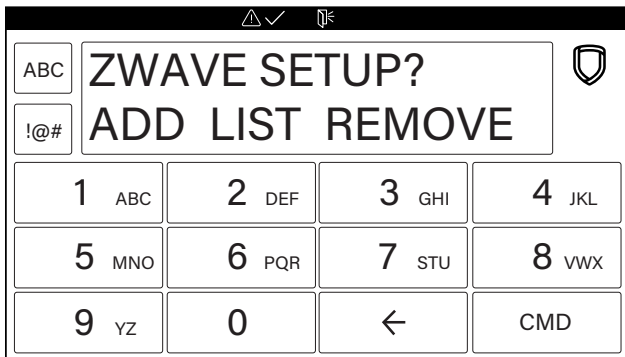 ABC
ZWAVE SETUP?
!@#
ADD LIST REMOVE
1 ABC 2 DEF 3 GHI 4 JKL
5 MNO 6 PQR 7 STU 8 VWX
9 YZ 0 ← CMD